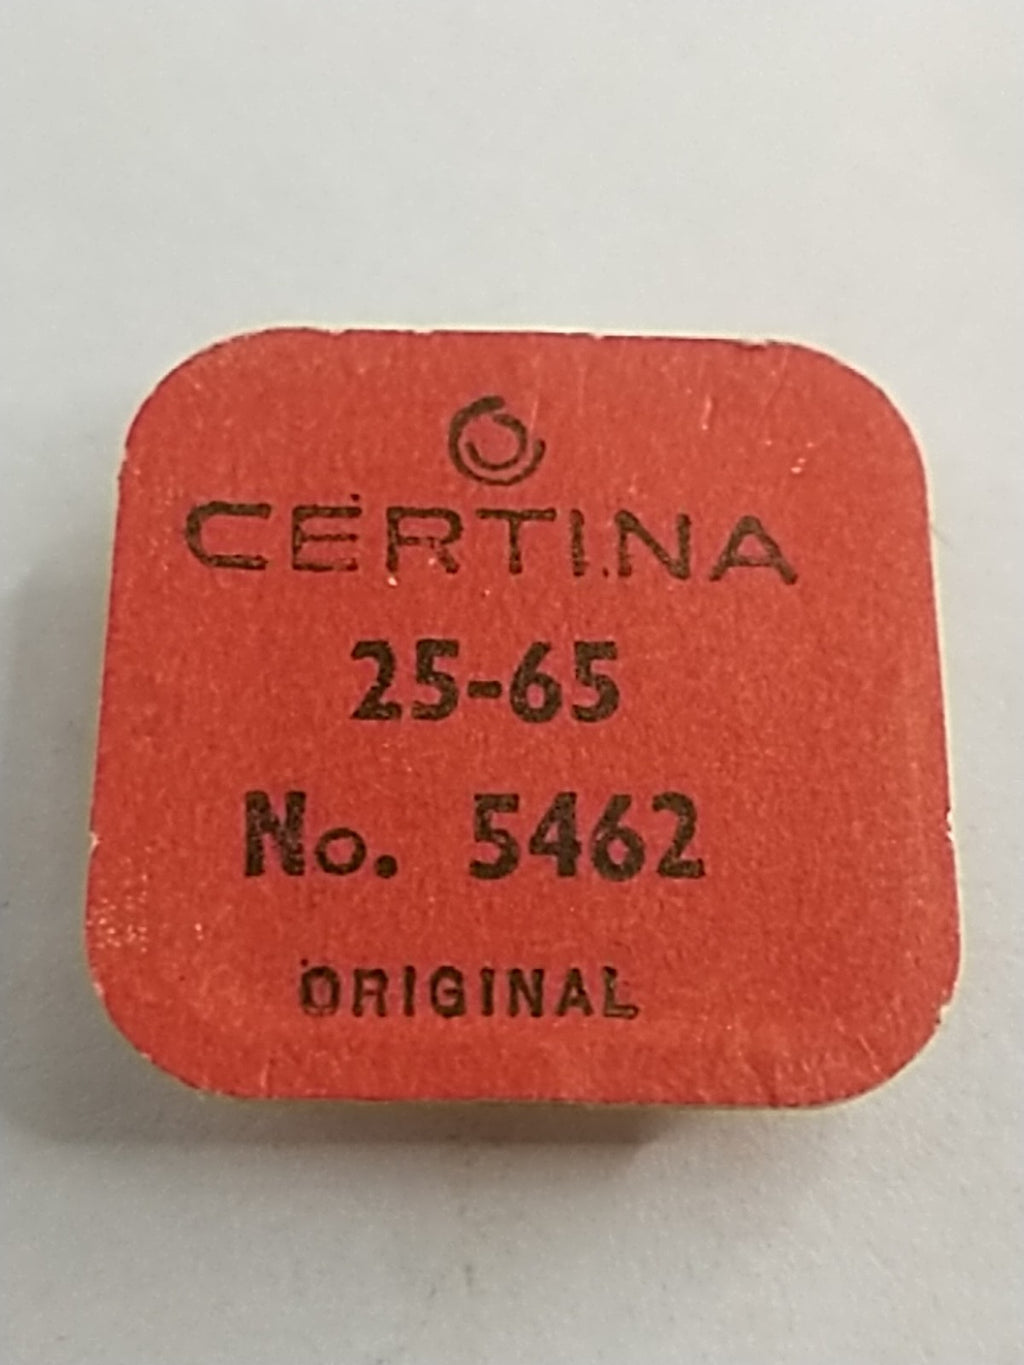 CERTINA
25-65
No. 5462
ORIGINAL